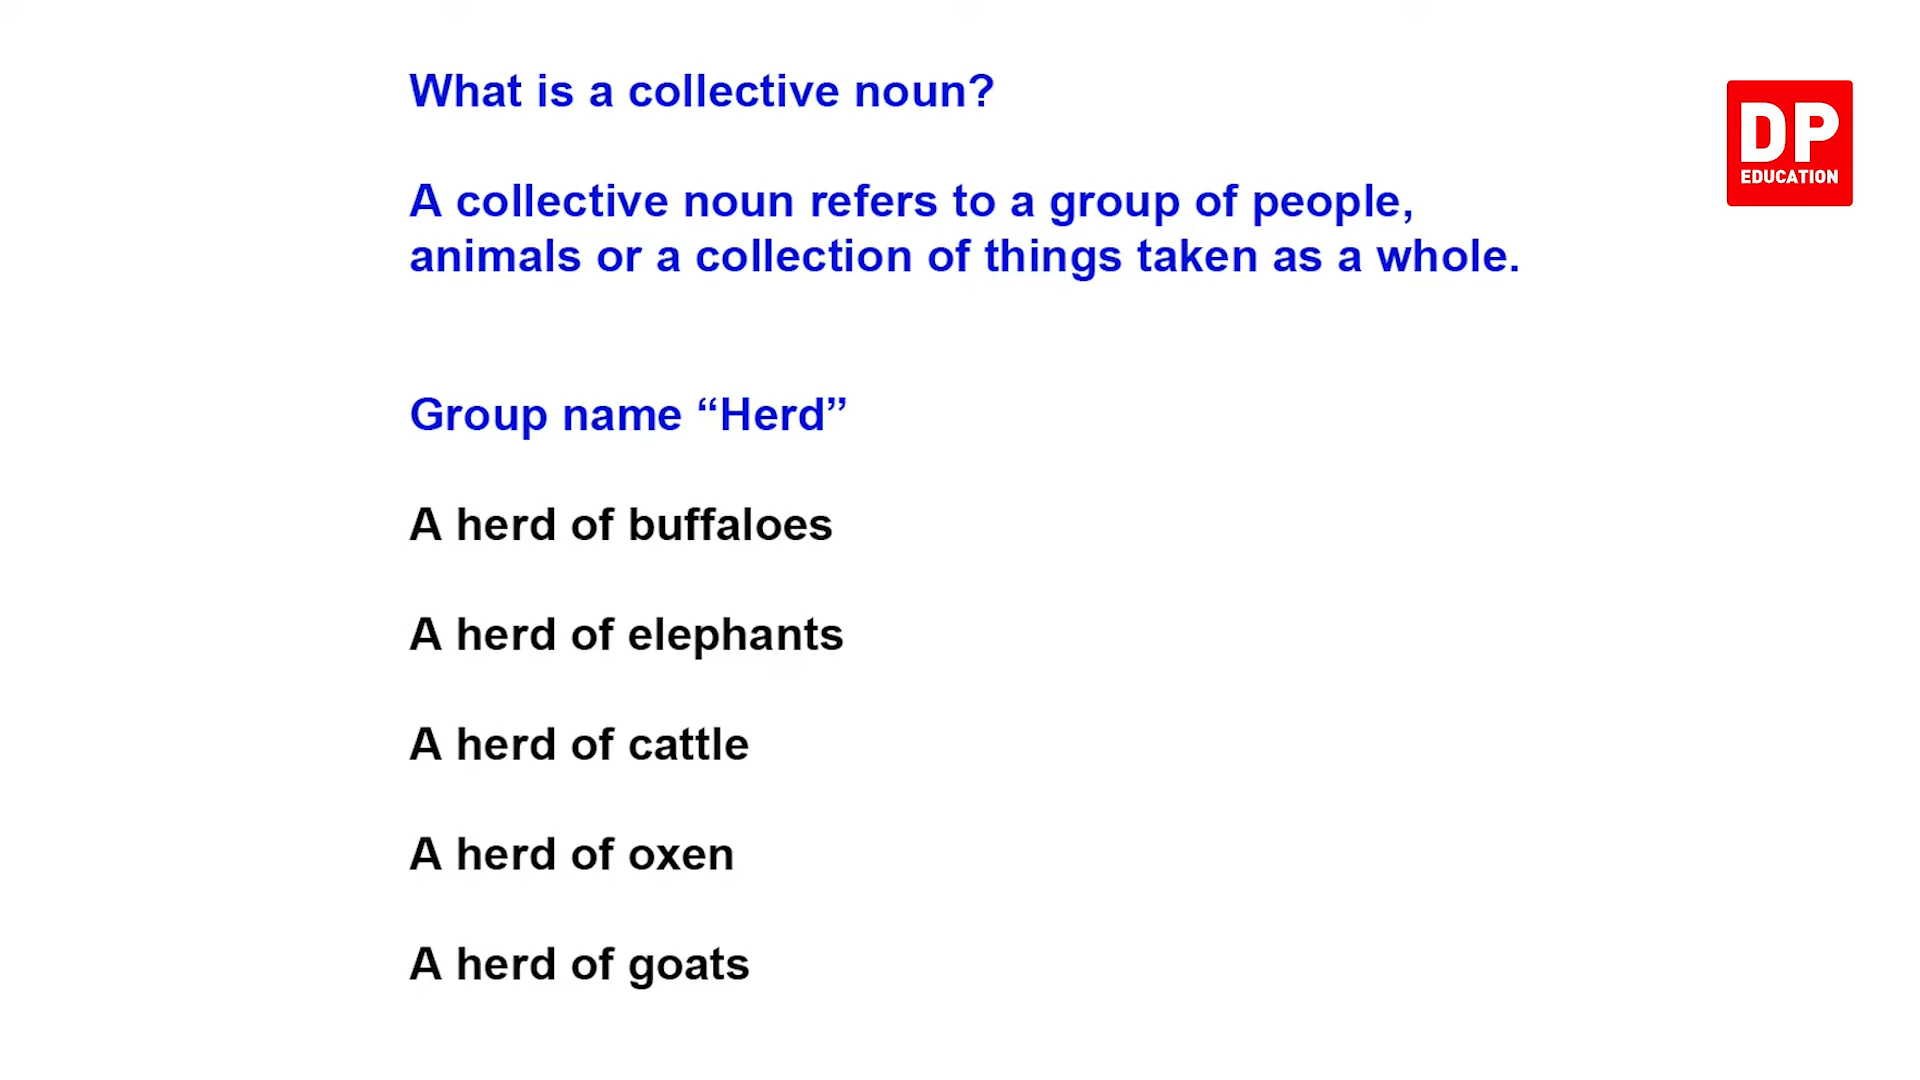 What is a collective noun?
DP
EDUCATION
A collective noun refers to a group of people,
animals or a collection of things taken as a whole.
Group name “Herd”
A herd of buffaloes
A herd of elephants
A herd of cattle
A herd of oxen
A herd of goats